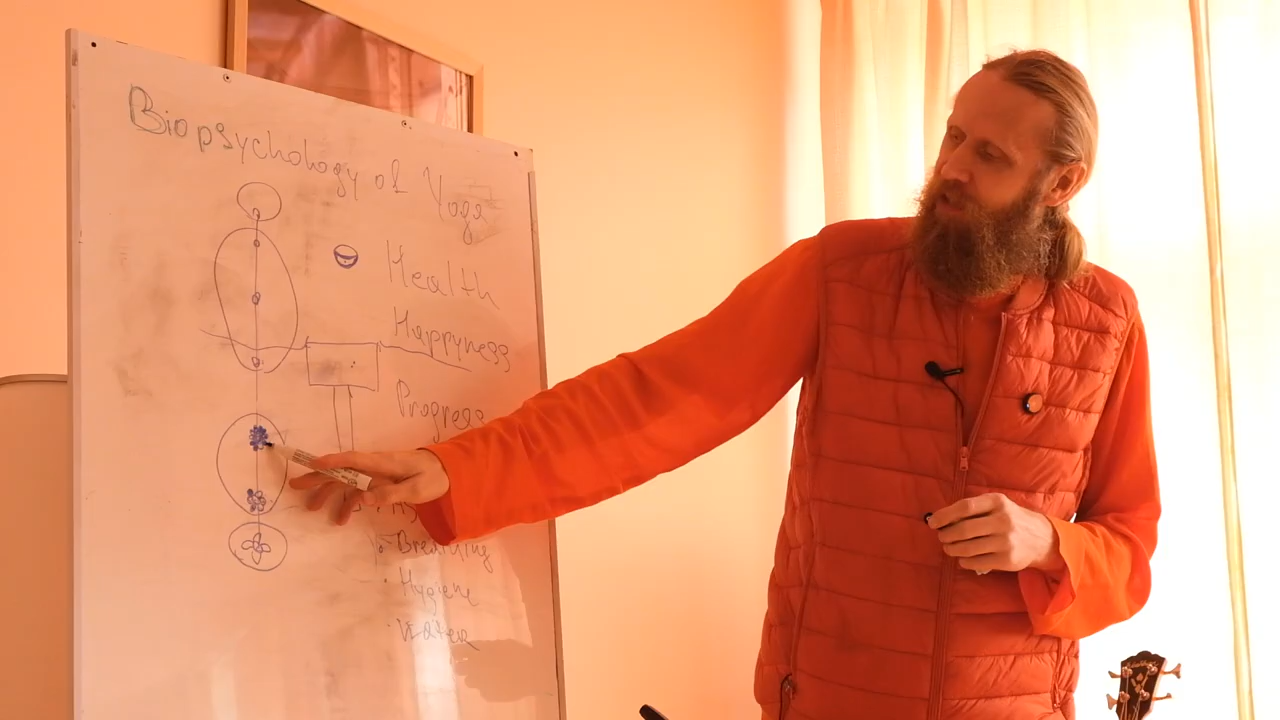 Biopsychology of Yoga
Health
Happyness
Progress
Breathing
Hygiene
Water